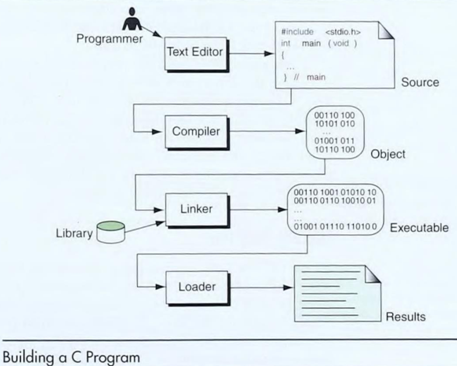 Programmer
Text Editor
#include <stdio.h>
int main ( void )
{
...
} // main
Source
Compiler
00110 100
10101 010
...
01001 011
10110 100
Object
Library
Linker
00110 1001 01010 10
00110 0110 10010 01
...
...
01001 01110 11010 0
Executable
Loader
Results
Building a C Program